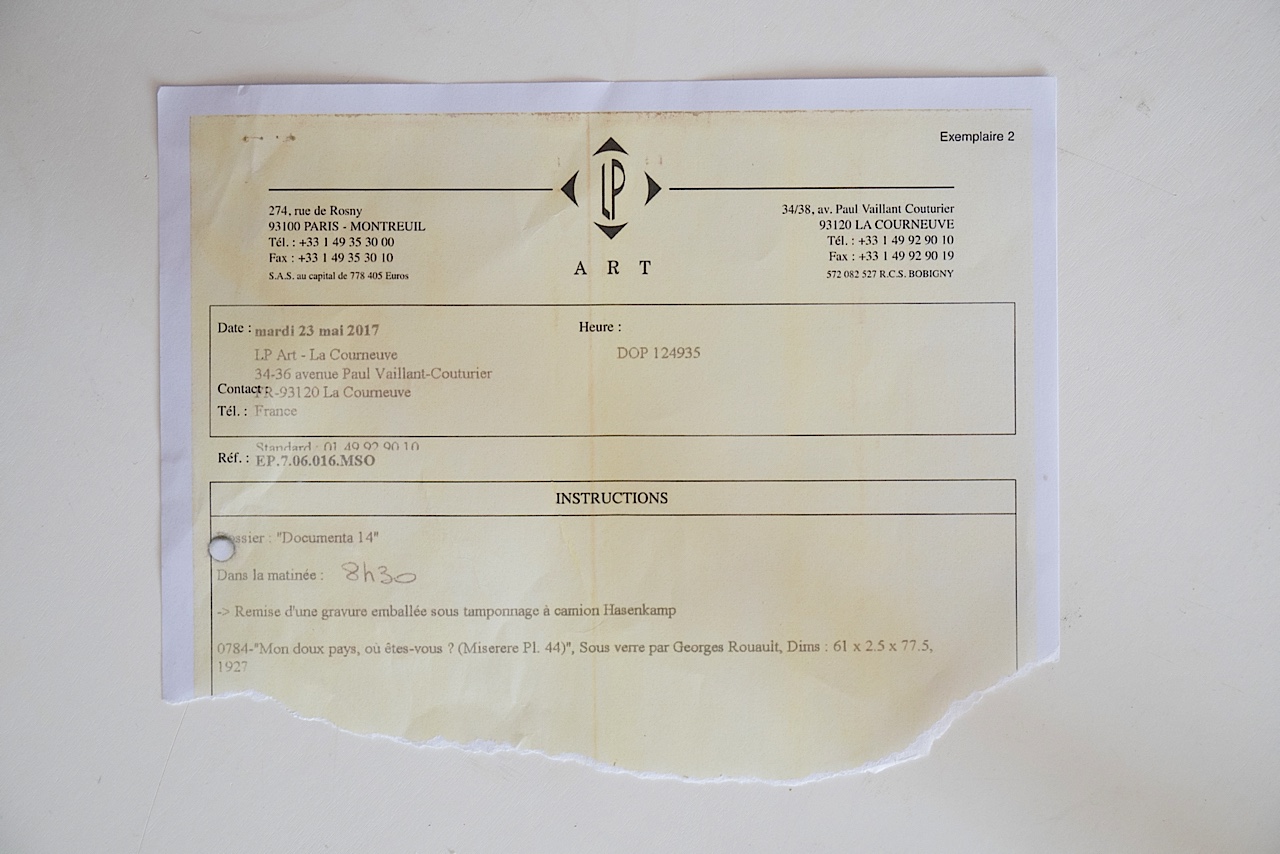 Exemplaire 2
LP
ART
274, rue de Rosny
93100 PARIS - MONTREUIL
Tél. : +33 1 49 35 30 00
Fax : +33 1 49 35 30 10
S.A.S. au capital de 778 405 Euros
34/38, av. Paul Vaillant Couturier
93120 LA COURNEUVE
Tél. : +33 1 49 92 90 10
Fax : +33 1 49 92 90 19
572 082 527 R.C.S. BOBIGNY
Date : mardi 23 mai 2017
Heure :
LP Art - La Courneuve
DOP 124935
34-36 avenue Paul Vaillant-Couturier
Contact : FR-93120 La Courneuve
Tél. : France
Standard : 01 49 92 90 10
Réf. : EP.7.06.016.MSO
INSTRUCTIONS
Dossier : "Documenta 14"
Dans la matinée : 8h30
-> Remise d'une gravure emballée sous tamponnage à camion Hasenkamp
0784-"Mon doux pays, où êtes-vous ? (Miserere Pl. 44)", Sous verre par Georges Rouault, Dims : 61 x 2.5 x 77.5,
1927